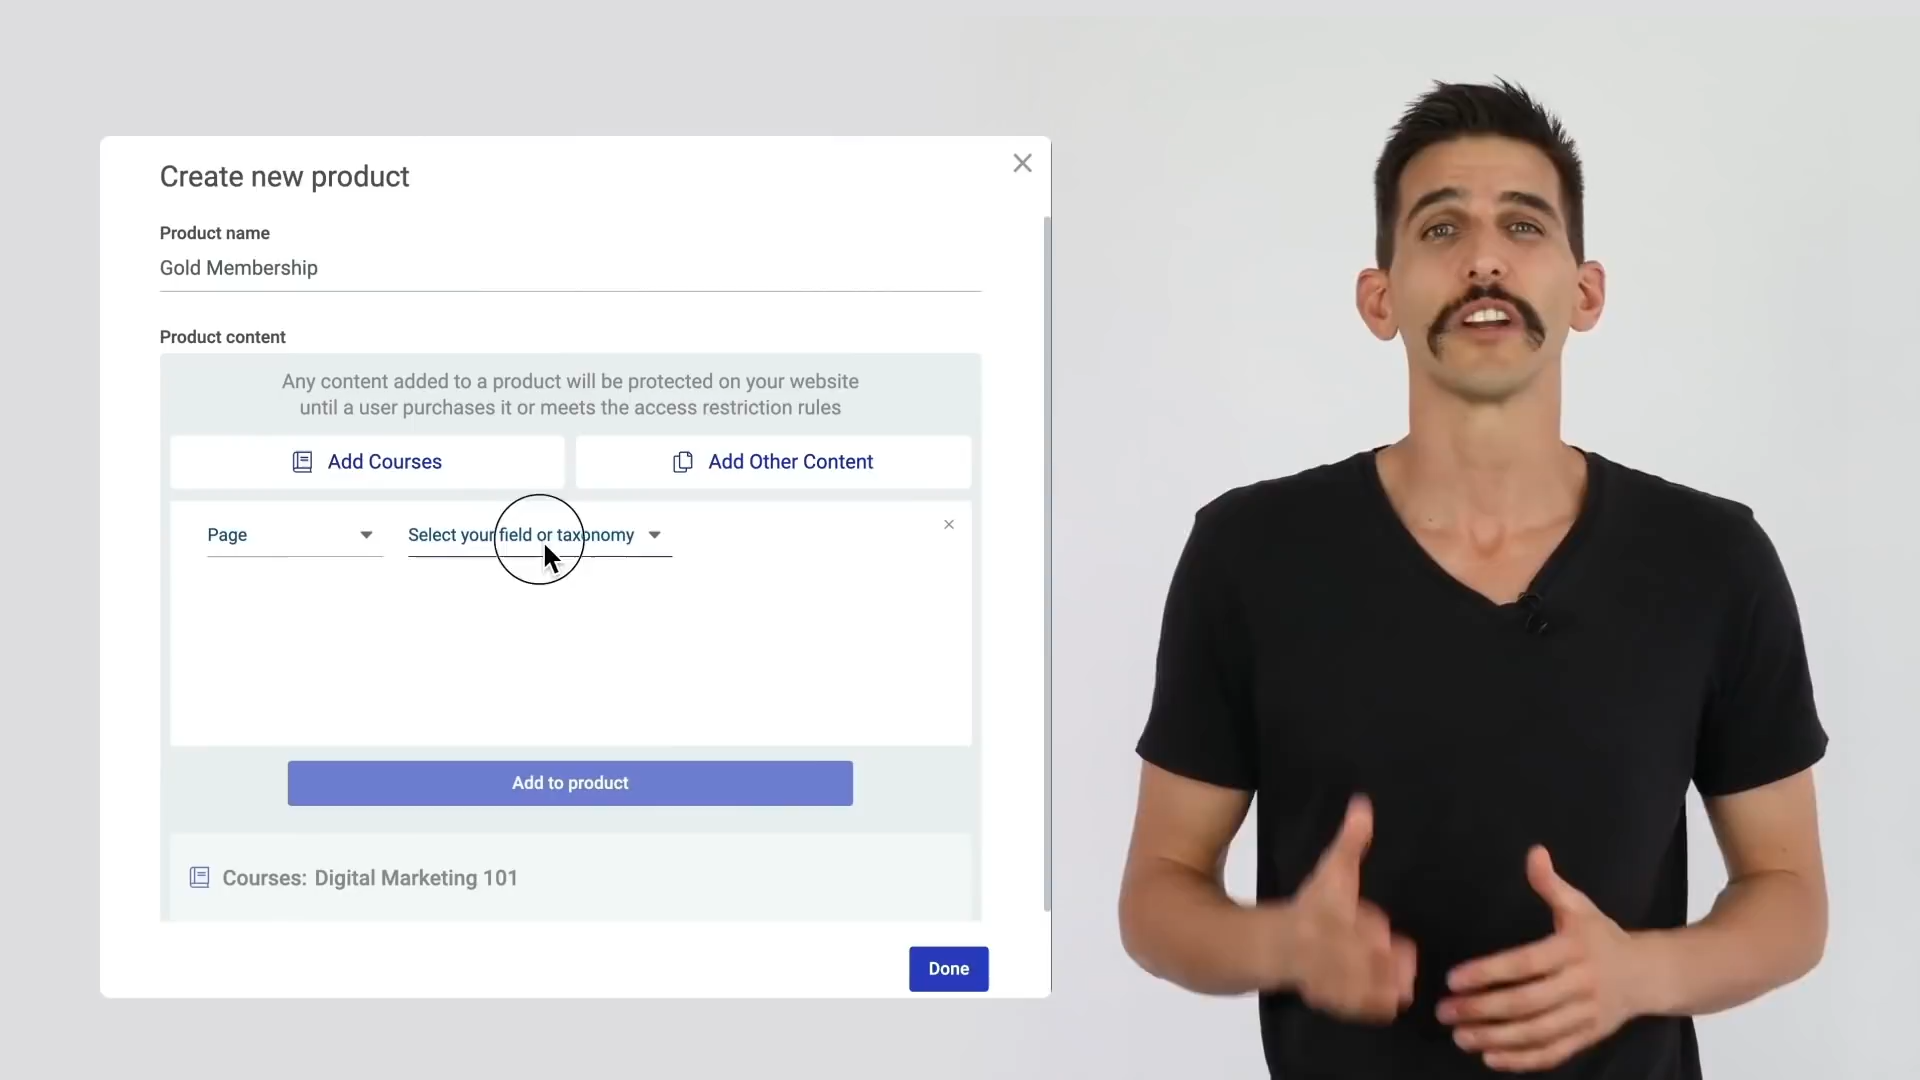 Create new product
Product name
Gold Membership
Product content
Any content added to a product will be protected on your website
until a user purchases it or meets the access restriction rules
Add Courses
Add Other Content
Page
Select your field or taxonomy
Add to product
Courses: Digital Marketing 101
Done